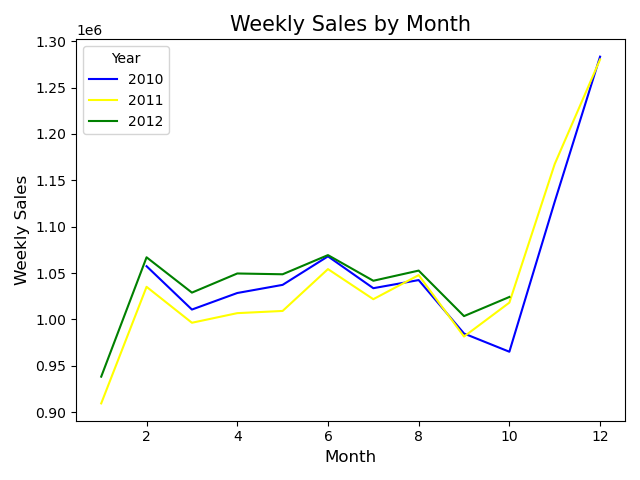 Weekly Sales by Month
1e6
1.30
1.25
1.20
1.15
1.10
1.05
1.00
0.95
0.90
Weekly Sales
Year
2010
2011
2012
2 4 6 8 10 12
Month